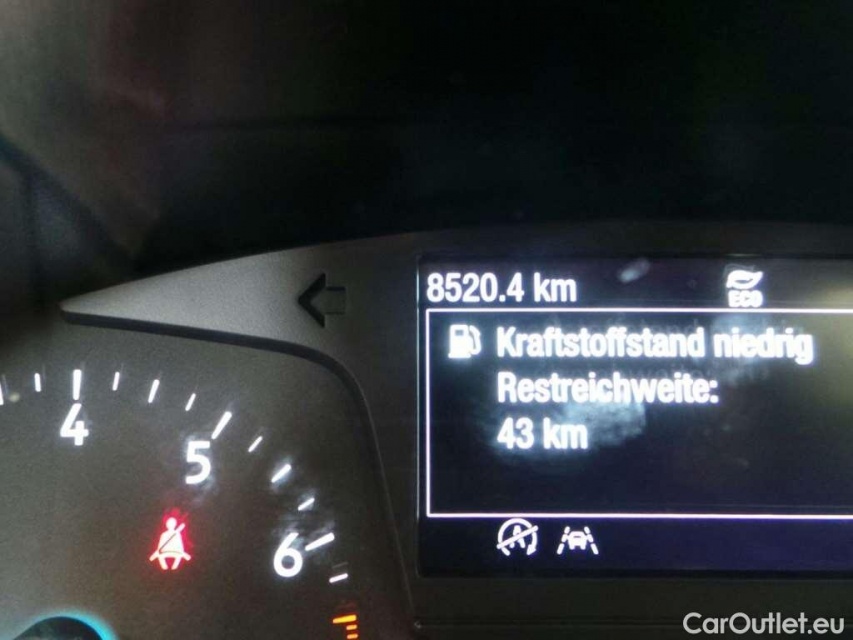 8520.4 km
ECO
Kraftstoffstand niedrig
Restreichweite:
43 km
4
5
6
A
CarOutlet.eu